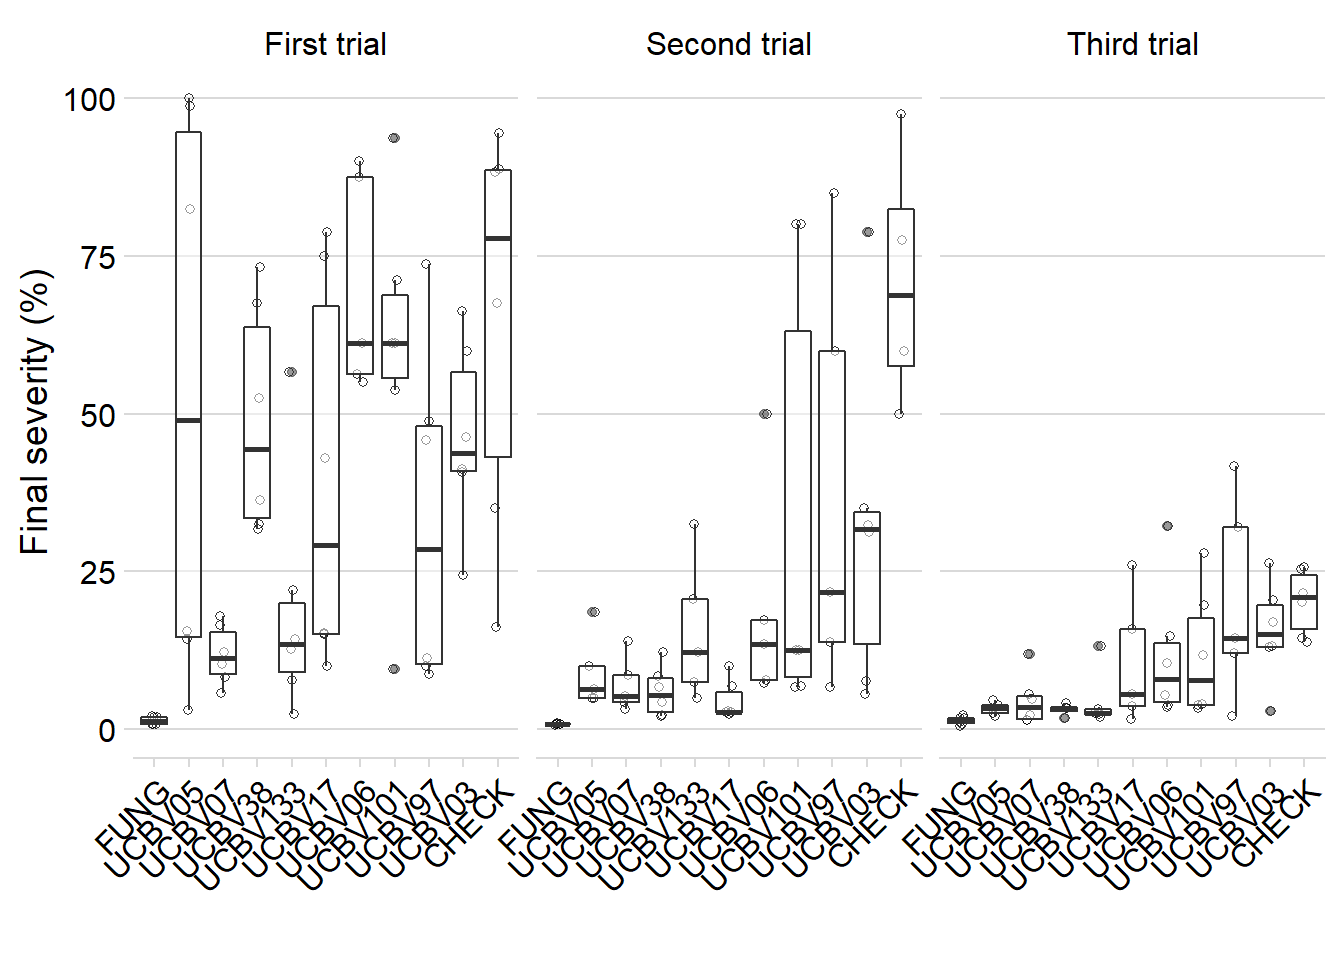 First trial
Second trial
Third trial
Final severity (%)
100
75
50
25
0
FUNG
UCBV05
UCBV07
UCBV38
UCBV133
UCBV17
UCBV06
UCBV101
UCBV97
UCBV03
CHECK
FUNG
UCBV05
UCBV07
UCBV38
UCBV133
UCBV17
UCBV06
UCBV101
UCBV97
UCBV03
CHECK
FUNG
UCBV05
UCBV07
UCBV38
UCBV133
UCBV17
UCBV06
UCBV101
UCBV97
UCBV03
CHECK